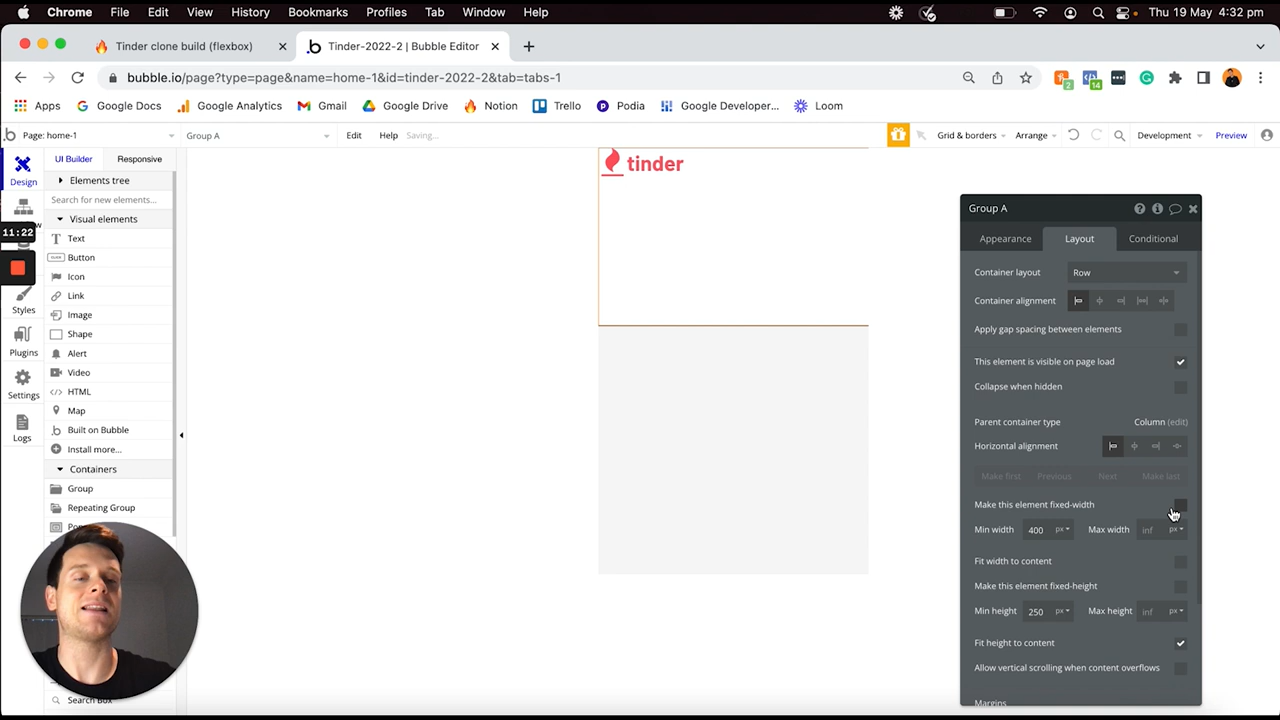 Chrome File Edit View History Bookmarks Profiles Tab Window Help Thu 19 May 4:32 pm
Tinder clone build (flexbox) Tinder-2022-2 | Bubble Editor
bubble.io/page?type=page&name=home-1&id=tinder-2022-2&tab=tabs-1
2 14
Apps Google Docs Google Analytics Gmail Google Drive Notion Trello Podia Google Developer... Loom
Page: home-1 Group A Edit Help Saving... Grid & borders Arrange Development Preview
UI Builder Responsive
Design
Elements tree
Search for new elements...
Visual elements
11:22
Text
Button
Icon
Link
Styles
Image
Shape
Plugins
Alert
Video
Settings
HTML
Map
Logs
Built on Bubble
Install more...
Containers
Group
Repeating Group
Search Box
tinder
Group A
Appearance Layout Conditional
Container layout Row
Container alignment
Apply gap spacing between elements
This element is visible on page load
Collapse when hidden
Parent container type Column (edit)
Horizontal alignment
Make first Previous Next Make last
Make this element fixed-width
Min width 400 px Max width inf px
Fit width to content
Make this element fixed-height
Min height 250 px Max height inf px
Fit height to content
Allow vertical scrolling when content overflows
Margins